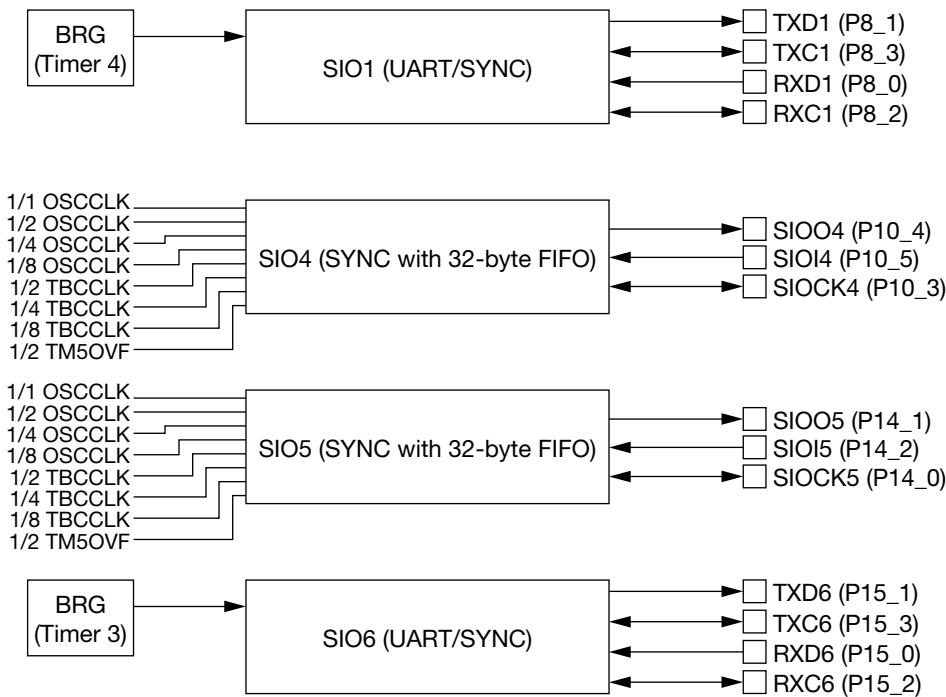 BRG
(Timer 4)
SIO1 (UART/SYNC)
TXD1 (P8_1)
TXC1 (P8_3)
RXD1 (P8_0)
RXC1 (P8_2)
1/1 OSCCLK
1/2 OSCCLK
1/4 OSCCLK
1/8 OSCCLK
1/2 TBCCLK
1/4 TBCCLK
1/8 TBCCLK
1/2 TM5OVF
SIO4 (SYNC with 32-byte FIFO)
SIOO4 (P10_4)
SIOI4 (P10_5)
SIOCK4 (P10_3)
1/1 OSCCLK
1/2 OSCCLK
1/4 OSCCLK
1/8 OSCCLK
1/2 TBCCLK
1/4 TBCCLK
1/8 TBCCLK
1/2 TM5OVF
SIO5 (SYNC with 32-byte FIFO)
SIOO5 (P14_1)
SIOI5 (P14_2)
SIOCK5 (P14_0)
BRG
(Timer 3)
SIO6 (UART/SYNC)
TXD6 (P15_1)
TXC6 (P15_3)
RXD6 (P15_0)
RXC6 (P15_2)